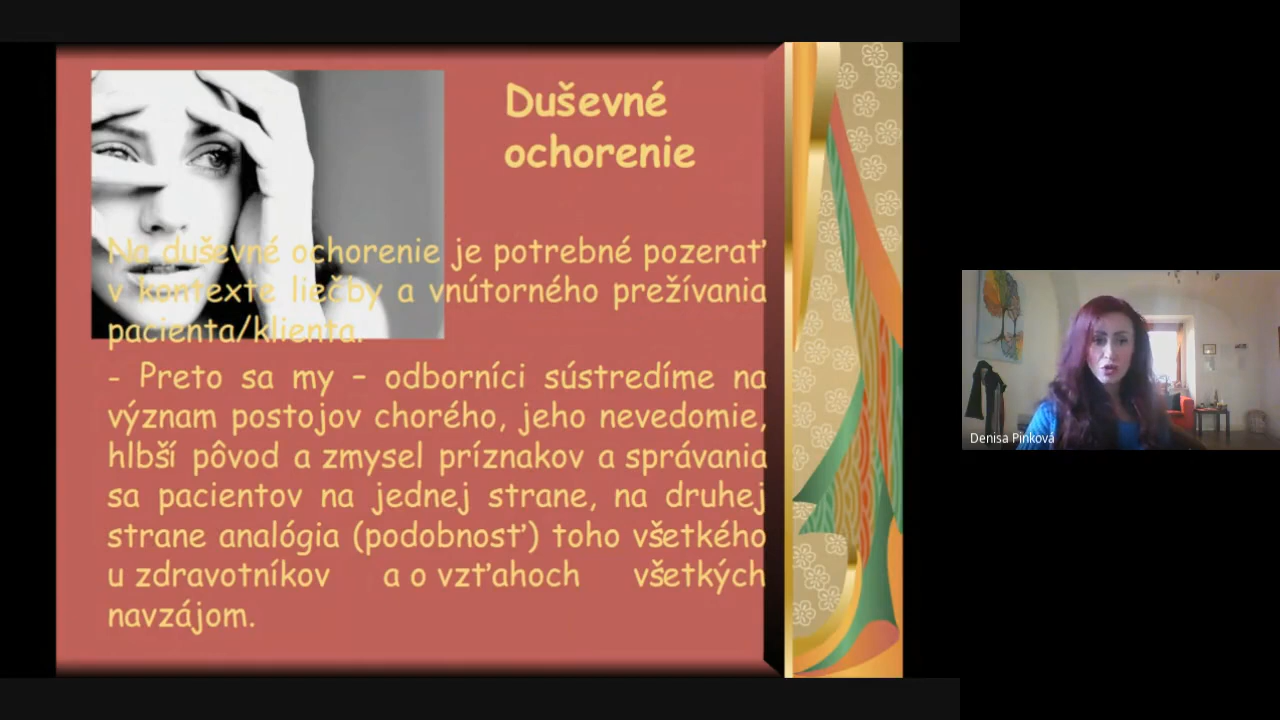 Duševné
ochorenie
Na duševné ochorenie je potrebné pozerať
v kontexte liečby a vnútorného prežívania
pacienta/klienta.
- Preto sa my – odborníci sústredíme na
význam postojov chorého, jeho nevedomie,
hlbší pôvod a zmysel príznakov a správania
sa pacientov na jednej strane, na druhej
strane analógia (podobnosť) toho všetkého
u zdravotníkov a o vzťahoch všetkých
navzájom.
Denisa Pinková